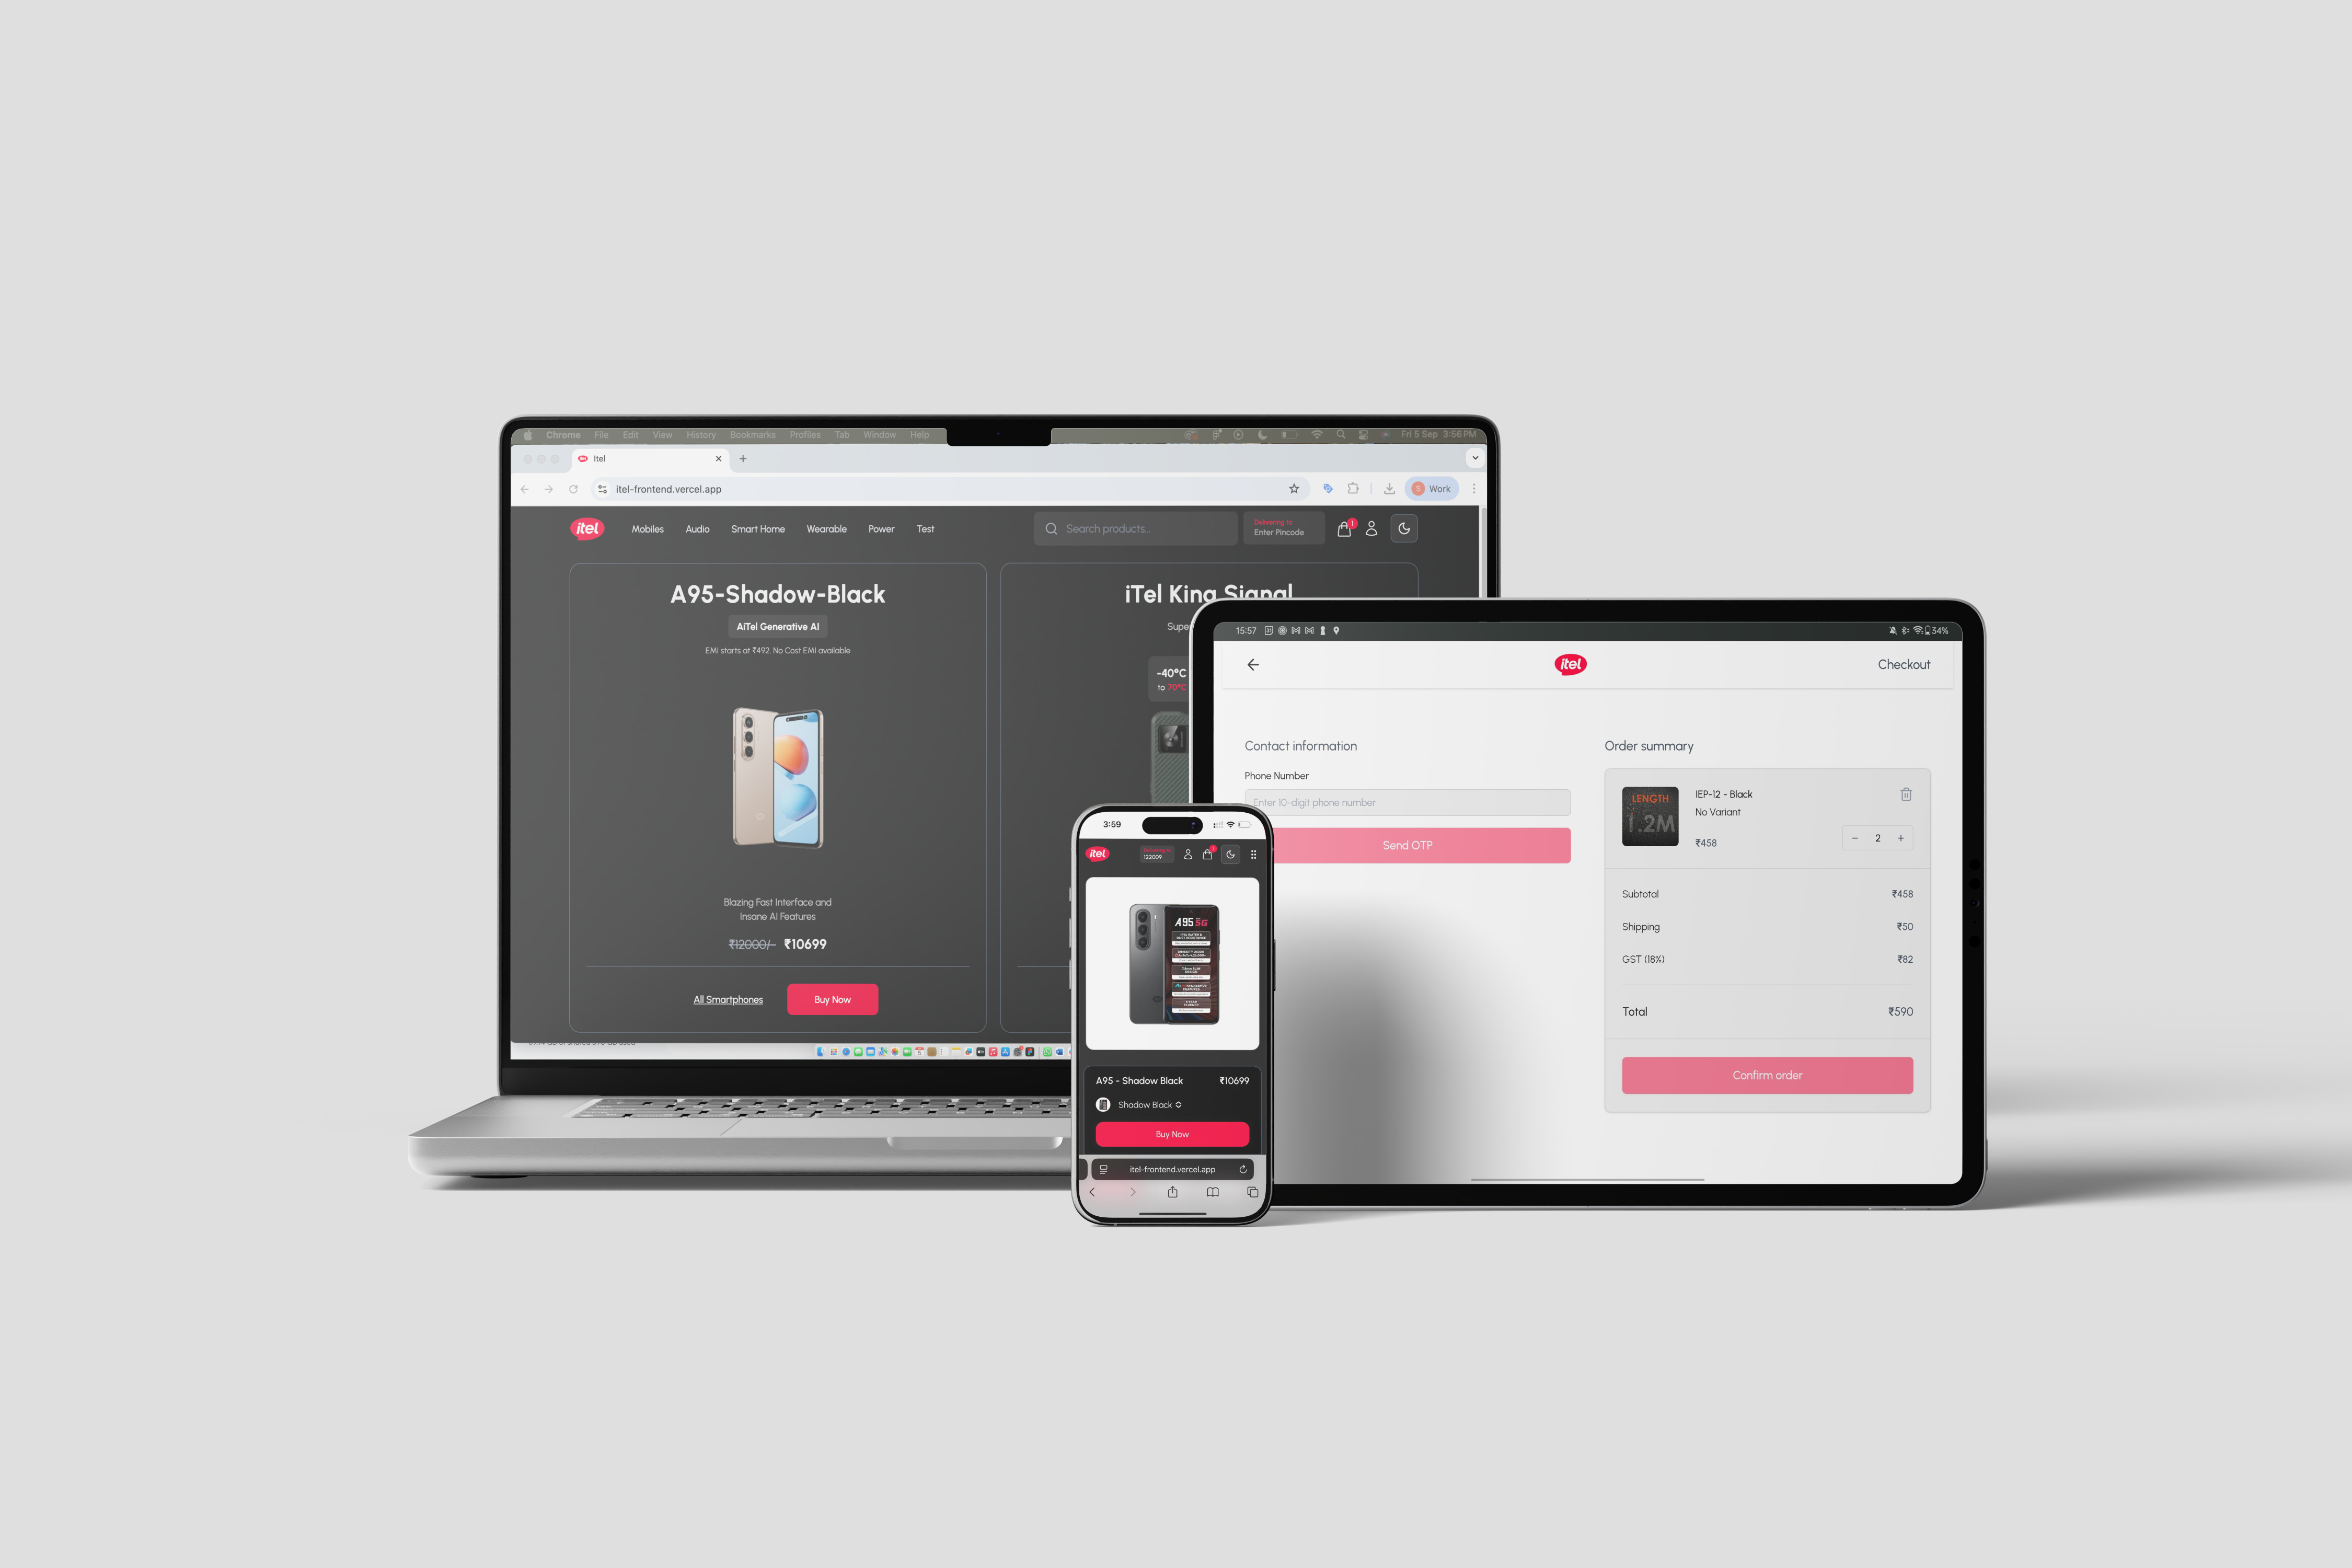 Chrome File Edit View History Bookmarks Profiles Tab Window Help
Fri 5 Sep 3:56 PM
itel
Itel
itel-frontend.vercel.app
S Work
itel
Mobiles Audio Smart Home Wearable Power Test
Search products..
Delivering to
Enter Pincode
1
A95-Shadow-Black
AiTel Generative AI
EMI starts at ₹492. No Cost EMI available
Blazing Fast Interface and
Insane AI Features
₹12000/- ₹10699
All Smartphones
Buy Now
iTel King Signal
Supe
-40°C
to 70°C
15:57
34%
itel
Checkout
Contact information
Phone Number
Enter 10-digit phone number
Send OTP
Order summary
LENGTH
1.2M
IEP-12 - Black
No Variant
₹458
- 2 +
Subtotal ₹458
Shipping ₹50
GST (18%) ₹82
Total ₹590
Confirm order
3:59
itel
Delivering to
122009
A95 5G
A95 - Shadow Black ₹10699
Shadow Black
Buy Now
itel-frontend.vercel.app